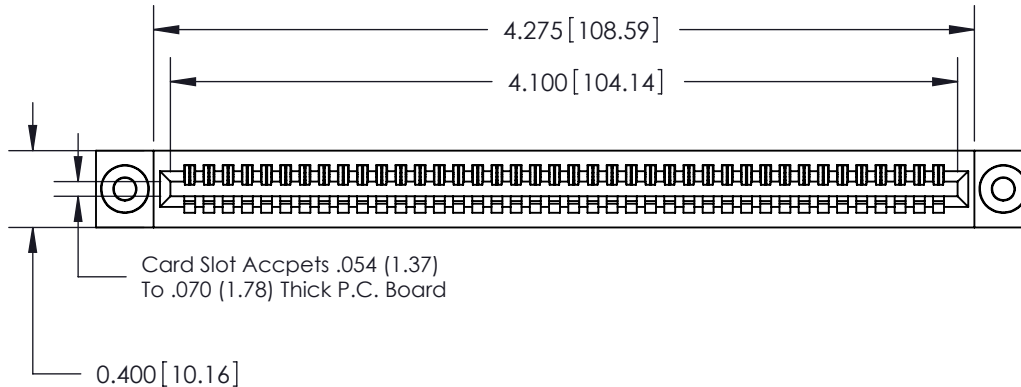 4.275 [108.59]
4.100 [104.14]
Card Slot Accpets .054 (1.37)
To .070 (1.78) Thick P.C. Board
0.400 [10.16]